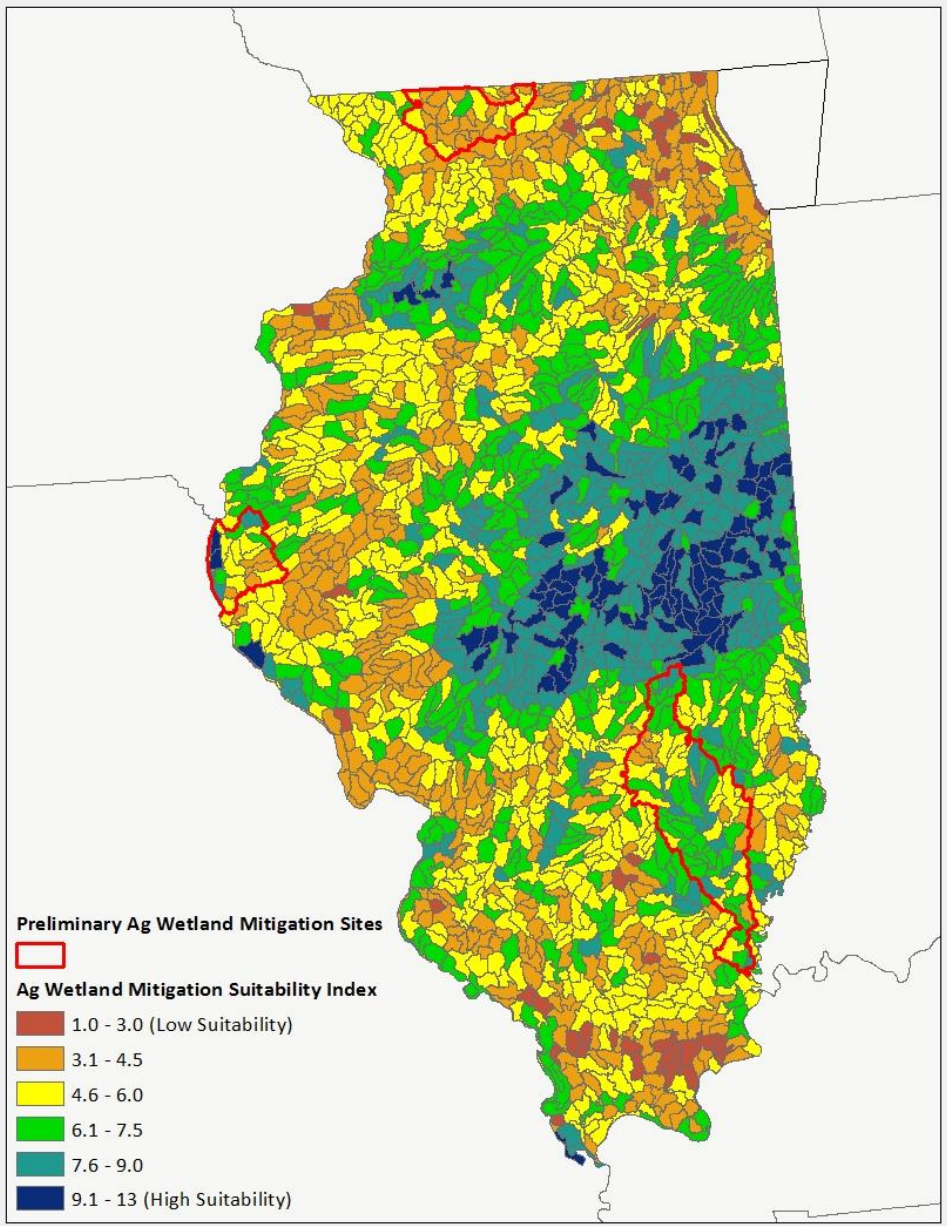 Preliminary Ag Wetland Mitigation Sites
Ag Wetland Mitigation Suitability Index
1.0 - 3.0 (Low Suitability)
3.1 - 4.5
4.6 - 6.0
6.1 - 7.5
7.6 - 9.0
9.1 - 13 (High Suitability)